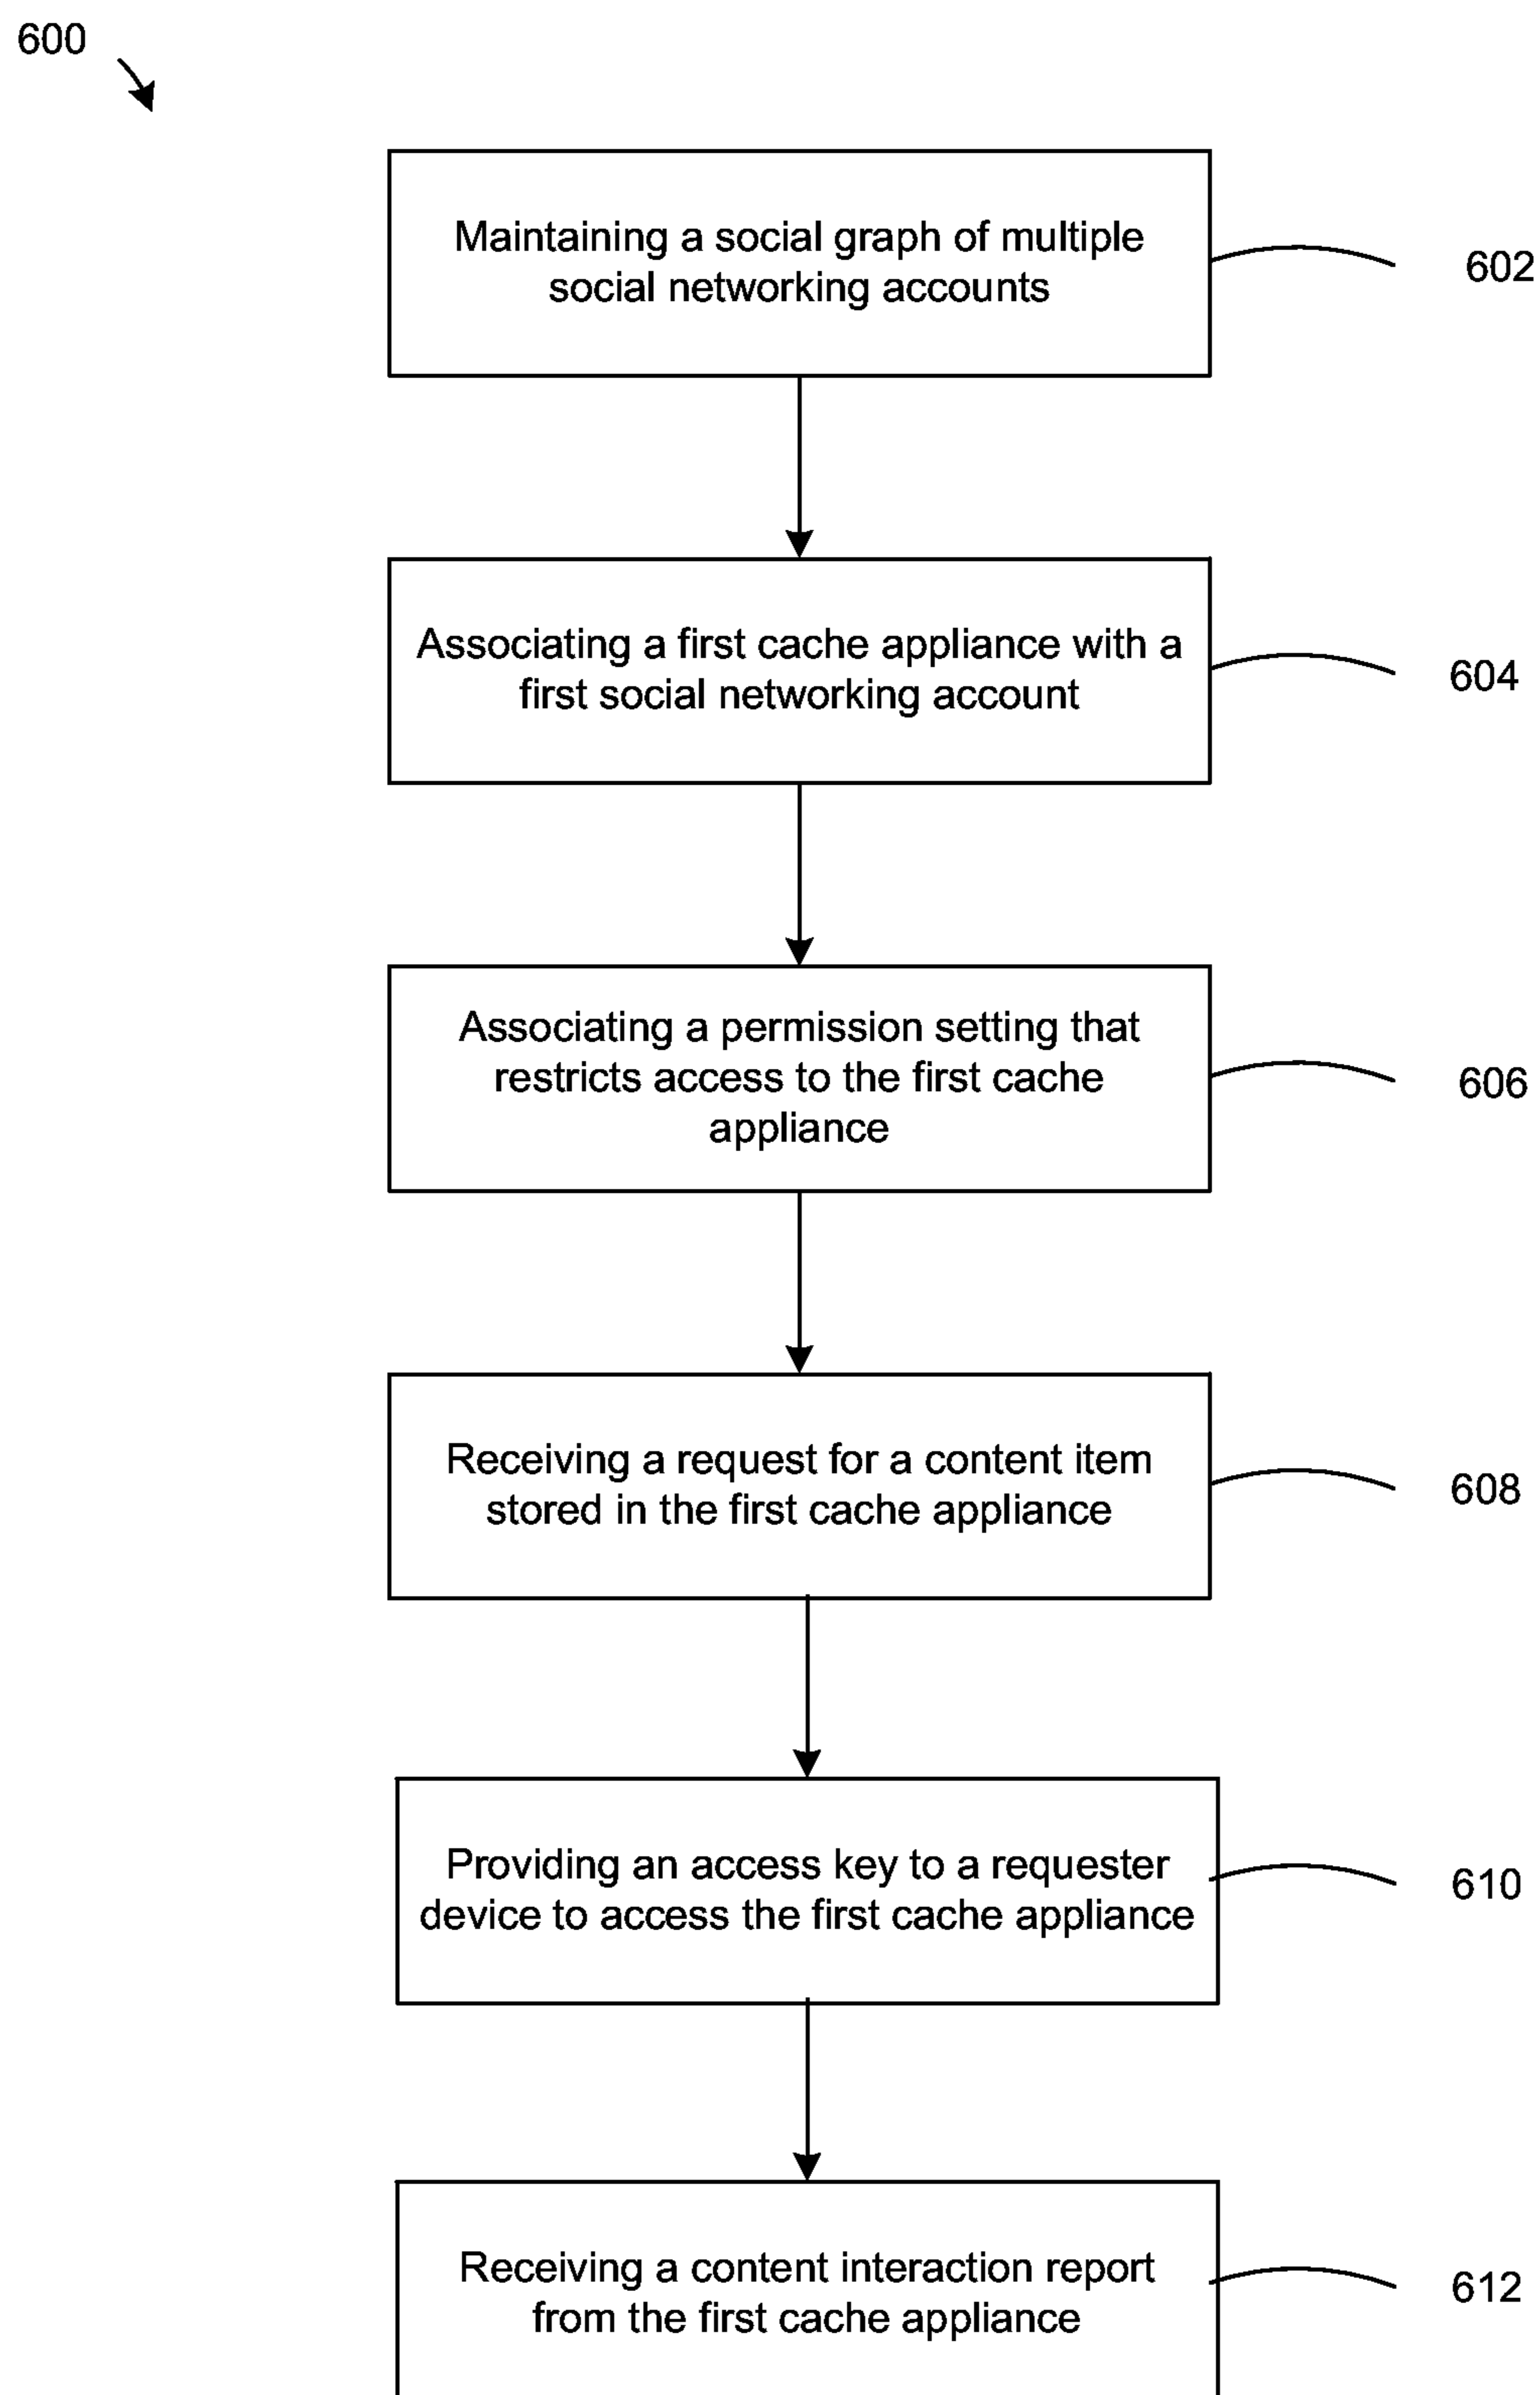 600
Maintaining a social graph of multiple
social networking accounts
602
Associating a first cache appliance with a
first social networking account
604
Associating a permission setting that
restricts access to the first cache
appliance
606
Receiving a request for a content item
stored in the first cache appliance
608
Providing an access key to a requester
device to access the first cache appliance
610
Receiving a content interaction report
from the first cache appliance
612